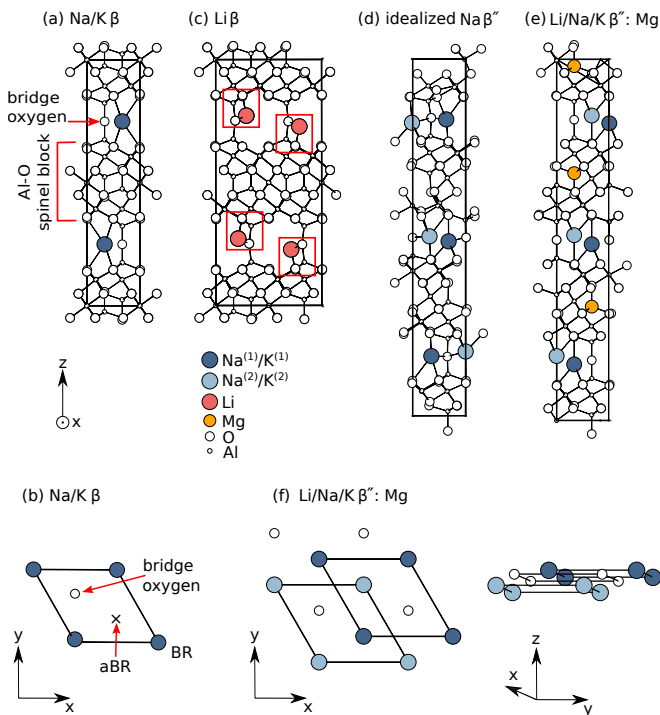 (a) Na/K β
(c) Li β
(d) idealized Na β″
(e) Li/Na/K β″: Mg
bridge
oxygen
Al-O
spinel block
z
x
Na(1)/K(1)
Na(2)/K(2)
Li
Mg
O
Al
(b) Na/K β
bridge
oxygen
×
BR
aBR
y
x
(f) Li/Na/K β″: Mg
y
x
z
x
y